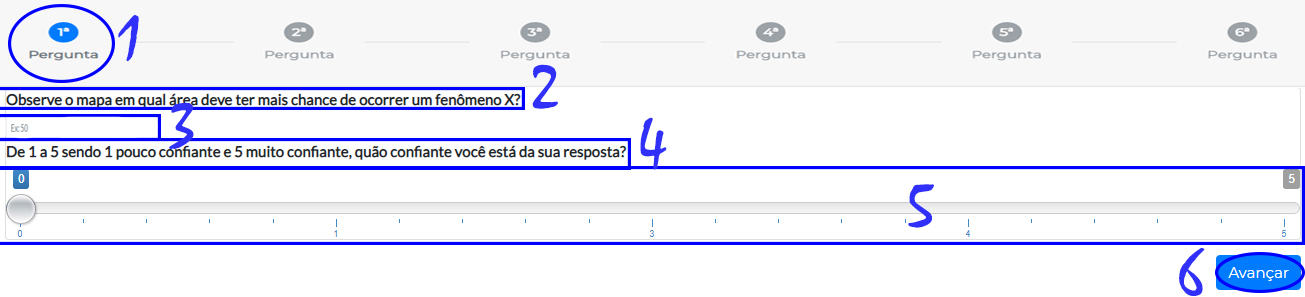 1ª 2ª 3ª 4ª 5ª 6ª
Pergunta Pergunta Pergunta Pergunta Pergunta Pergunta
1
Observe o mapa em qual área deve ter mais chance de ocorrer um fenômeno X?
2
Ex: 50
3
De 1 a 5 sendo 1 pouco confiante e 5 muito confiante, quão confiante você está da sua resposta?
4
0 5
5
0 1 3 4 5
6
Avançar